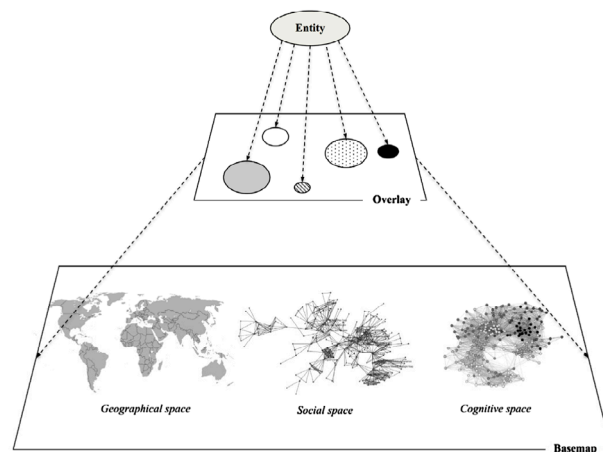 Entity
Overlay
Geographical space
Social space
Cognitive space
Basemap